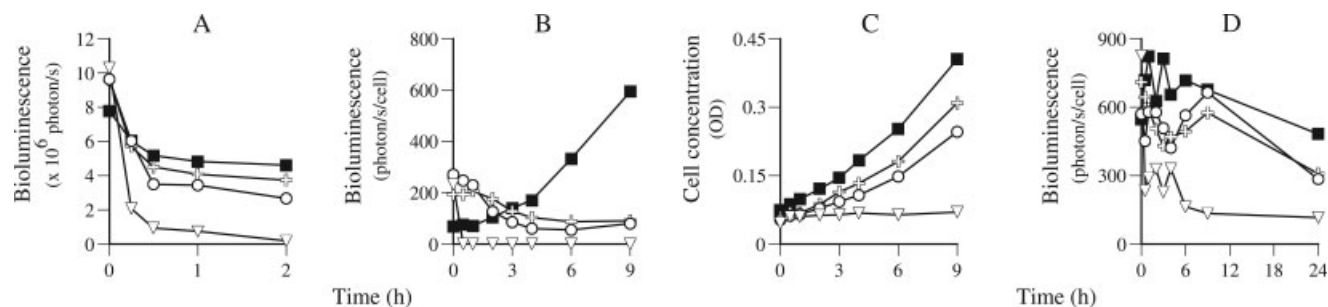 A
Bioluminescence
(x 10^6 photon/s)
12
10
8
6
4
2
0
0 1 2
B
Bioluminescence
(photon/s/cell)
800
600
400
200
0
0 3 6 9
Time (h)
C
Cell concentration
(OD)
0.45
0.3
0.15
0
0 3 6 9
D
Bioluminescence
(photon/s/cell)
900
600
300
0
0 6 12 18 24
Time (h)